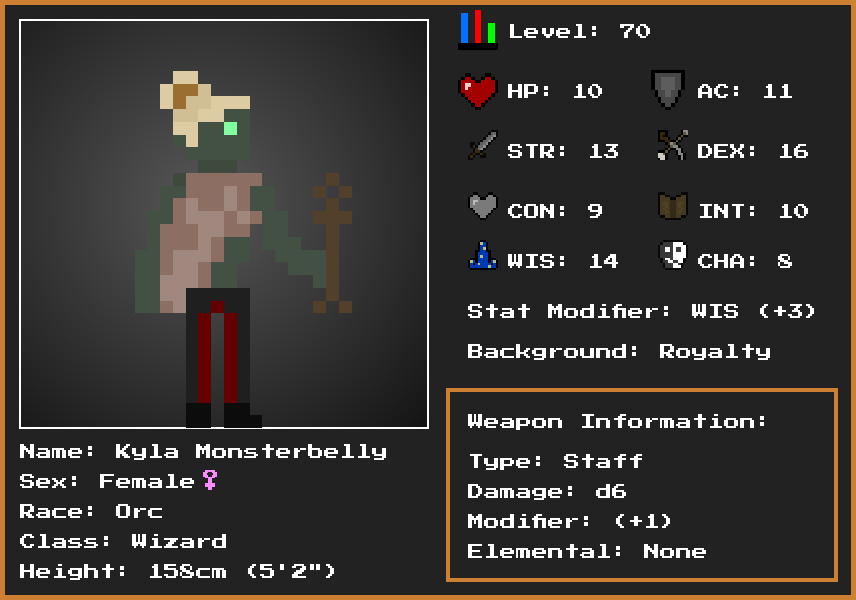 Level: 70
HP: 10 AC: 11
STR: 13 DEX: 16
CON: 9 INT: 10
WIS: 14 CHA: 8
Stat Modifier: WIS (+3)
Background: Royalty
Weapon Information:
Type: Staff
Damage: d6
Modifier: (+1)
Elemental: None
Name: Kyla Monsterbelly
Sex: Female♀
Race: Orc
Class: Wizard
Height: 158cm (5'2")